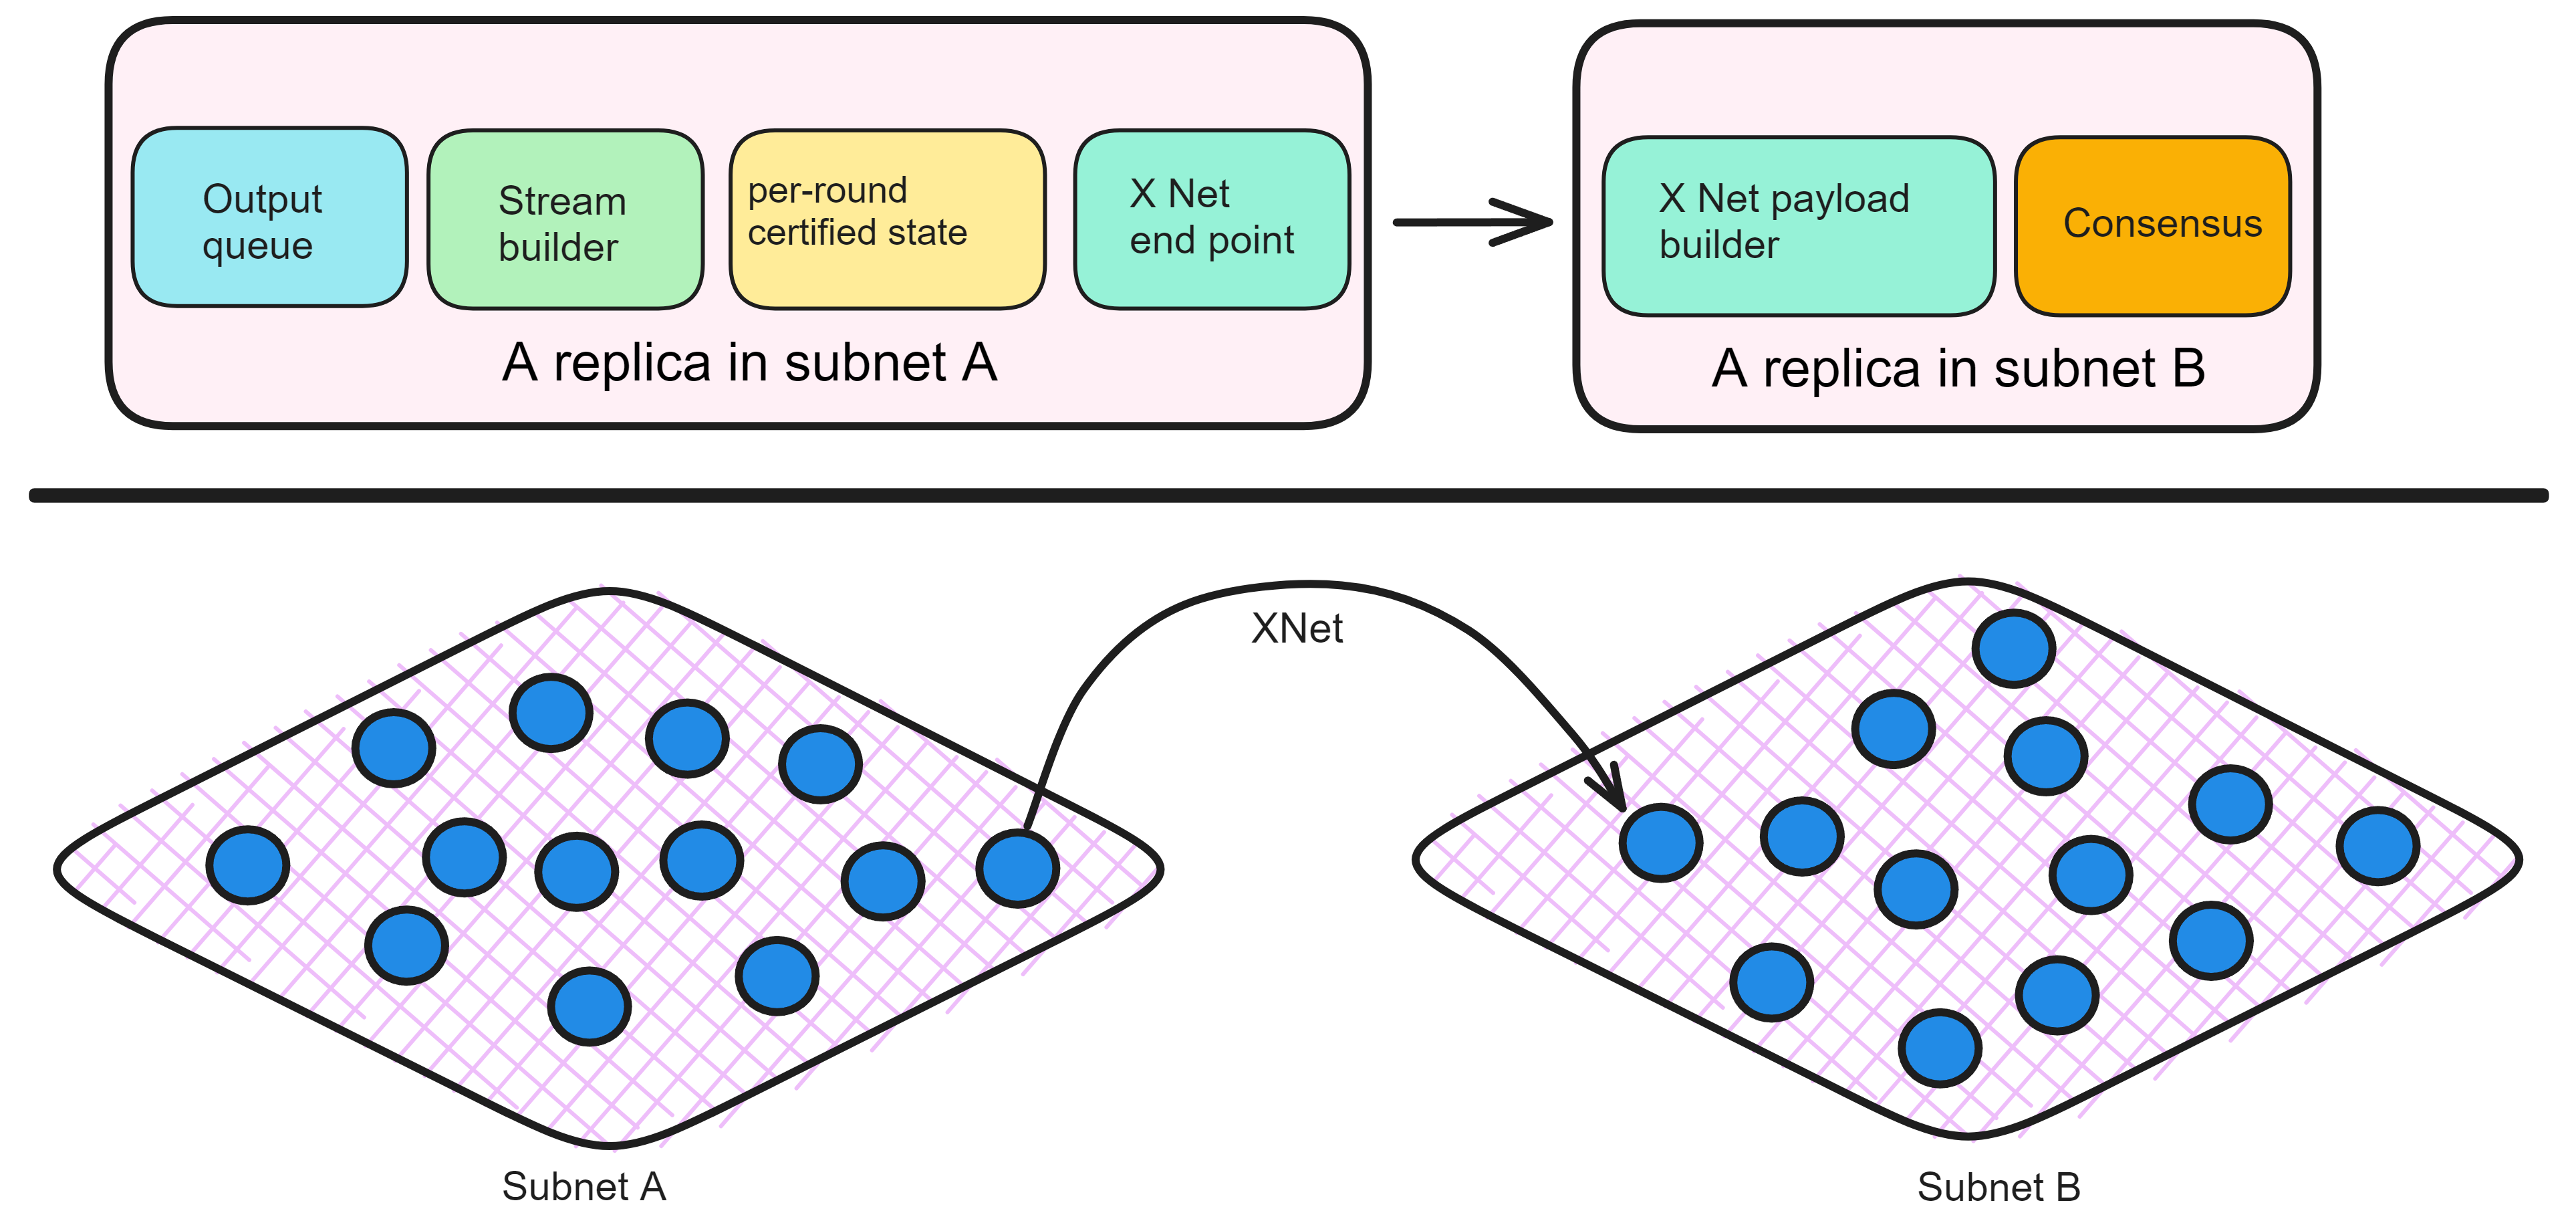 Output
queue
Stream
builder
per-round
certified state
X Net
end point
A replica in subnet A
X Net payload
builder
Consensus
A replica in subnet B
XNet
Subnet A
Subnet B